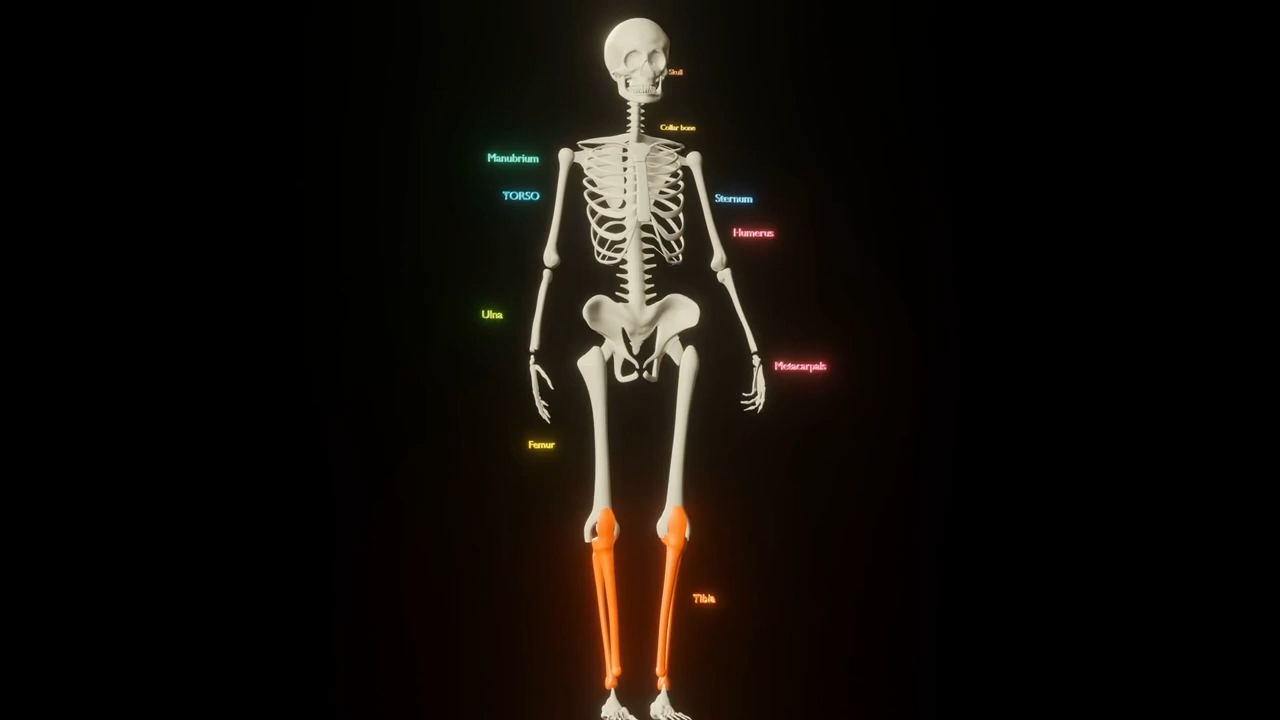 Skull
Collar bone
Manubrium
TORSO
Sternum
Humerus
Ulna
Metacarpals
Femur
Tibia